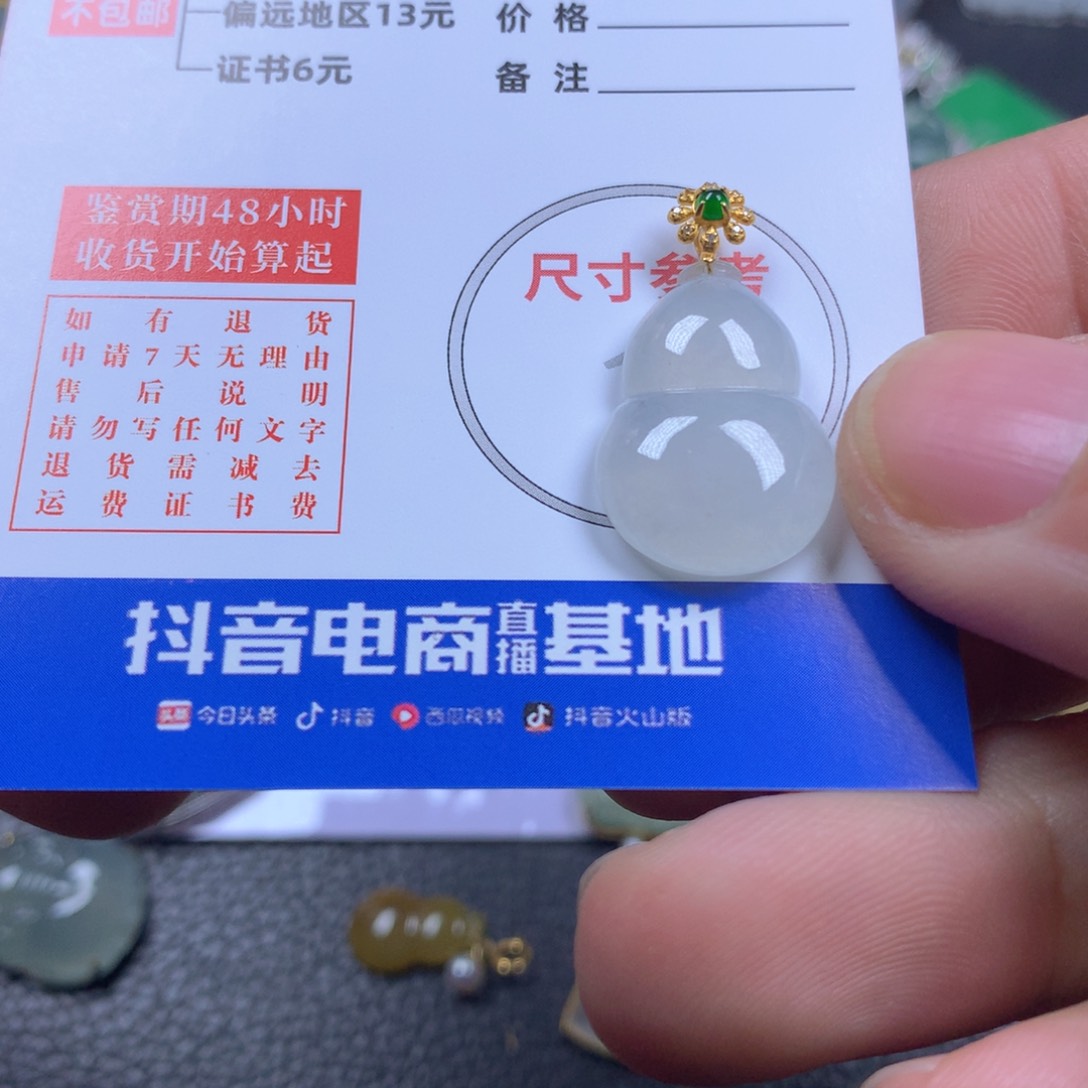 不包邮
偏远地区13元
证书6元
价 格
备 注
鉴赏期48小时
收货开始算起
如有退货
申请7天无理由
售后说明
请勿写任何文字
退货需减去
运费证书费
尺寸参考
抖音电商直播基地
头条 今日头条 抖音 西瓜视频 抖音火山版